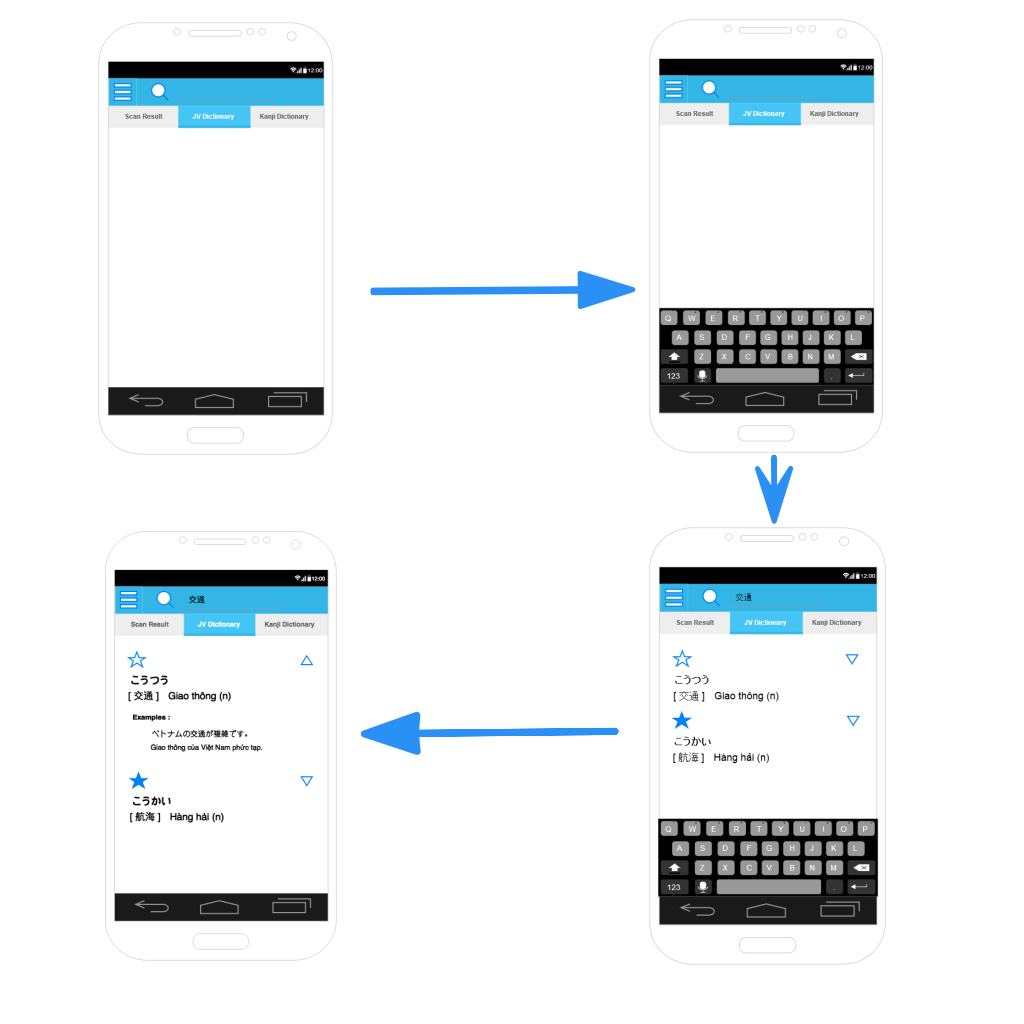 12:00
Scan Result JV Dictionary Kanji Dictionary
12:00
Scan Result JV Dictionary Kanji Dictionary
Q W E R T Y U I O P
A S D F G H J K L
Z X C V B N M
123 .
12:00
交通
Scan Result JV Dictionary Kanji Dictionary
こうつう
[ 交通 ] Giao thông (n)
こうかい
[ 航海 ] Hàng hải (n)
Q W E R T Y U I O P
A S D F G H J K L
Z X C V B N M
123 .
12:00
交通
Scan Result JV Dictionary Kanji Dictionary
こうつう
[ 交通 ] Giao thông (n)
Examples :
ベトナムの交通が複雑です。
Giao thông của Việt Nam phức tạp.
こうかい
[ 航海 ] Hàng hải (n)